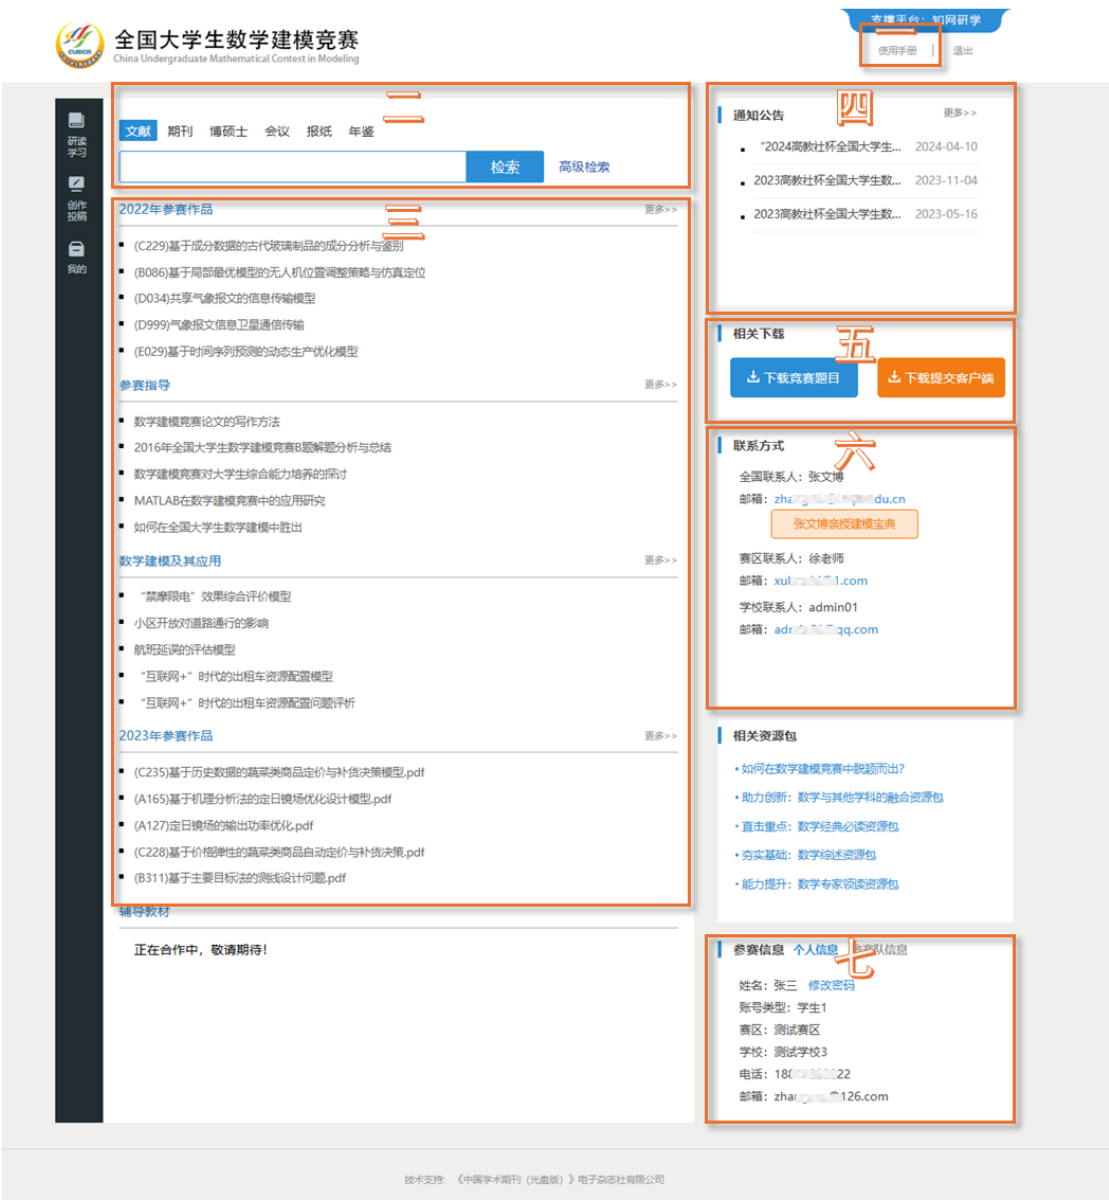 支撑平台：知网研学
全国大学生数学建模竞赛
China Undergraduate Mathematical Contest in Modeling
CUMCM
一
使用手册 | 退出
研读
学习
创作
投稿
我的
二
文献 期刊 博硕士 会议 报纸 年鉴
检索 高级检索
三
2022年参赛作品 更多>>
(C229)基于成分数据的古代玻璃制品的成分分析与鉴别
(B086)基于局部最优模型的无人机位置调整策略与仿真定位
(D034)共享气象报文的信息传输模型
(D999)气象报文信息卫星通信传输
(E029)基于时间序列预测的动态生产优化模型
参赛指导 更多>>
数学建模竞赛论文的写作方法
2016年全国大学生数学建模竞赛B题解题分析与总结
数学建模竞赛对大学生综合能力培养的探讨
MATLAB在数学建模竞赛中的应用研究
如何在全国大学生数学建模中胜出
数学建模及其应用 更多>>
“禁摩限电”效果综合评价模型
小区开放对道路通行的影响
航班延误的评估模型
“互联网+”时代的出租车资源配置模型
“互联网+”时代的出租车资源配置问题评析
2023年参赛作品 更多>>
(C235)基于历史数据的蔬菜类商品定价与补货决策模型.pdf
(A165)基于机理分析法的定日镜场优化设计模型.pdf
(A127)定日镜场的输出功率优化.pdf
(C228)基于价格弹性的蔬菜类商品自动定价与补货决策.pdf
(B311)基于主要目标法的测线设计问题.pdf
辅导教材
正在合作中，敬请期待！
四
通知公告 更多>>
“2024高教社杯全国大学生... 2024-04-10
2023高教社杯全国大学生数... 2023-11-04
2023高教社杯全国大学生数... 2023-05-16
五
相关下载
下载竞赛题目 下载提交客户端
六
联系方式
全国联系人：张文博
邮箱：zha du.cn
张文博亲授建模宝典
赛区联系人：徐老师
邮箱：xul 1.com
学校联系人：admin01
邮箱：ad qq.com
相关资源包
•如何在数学建模竞赛中脱颖而出?
•助力创新：数学与其他学科的融合资源包
•直击重点：数学经典必读资源包
•夯实基础：数学综述资源包
•能力提升：数学专家领读资源包
七
参赛信息 个人信息 参赛队信息
姓名：张三 修改密码
账号类型：学生1
赛区：测试赛区
学校：测试学校3
电话：18 22
邮箱：zha @126.com
技术支持: 《中国学术期刊（光盘版）》电子杂志社有限公司